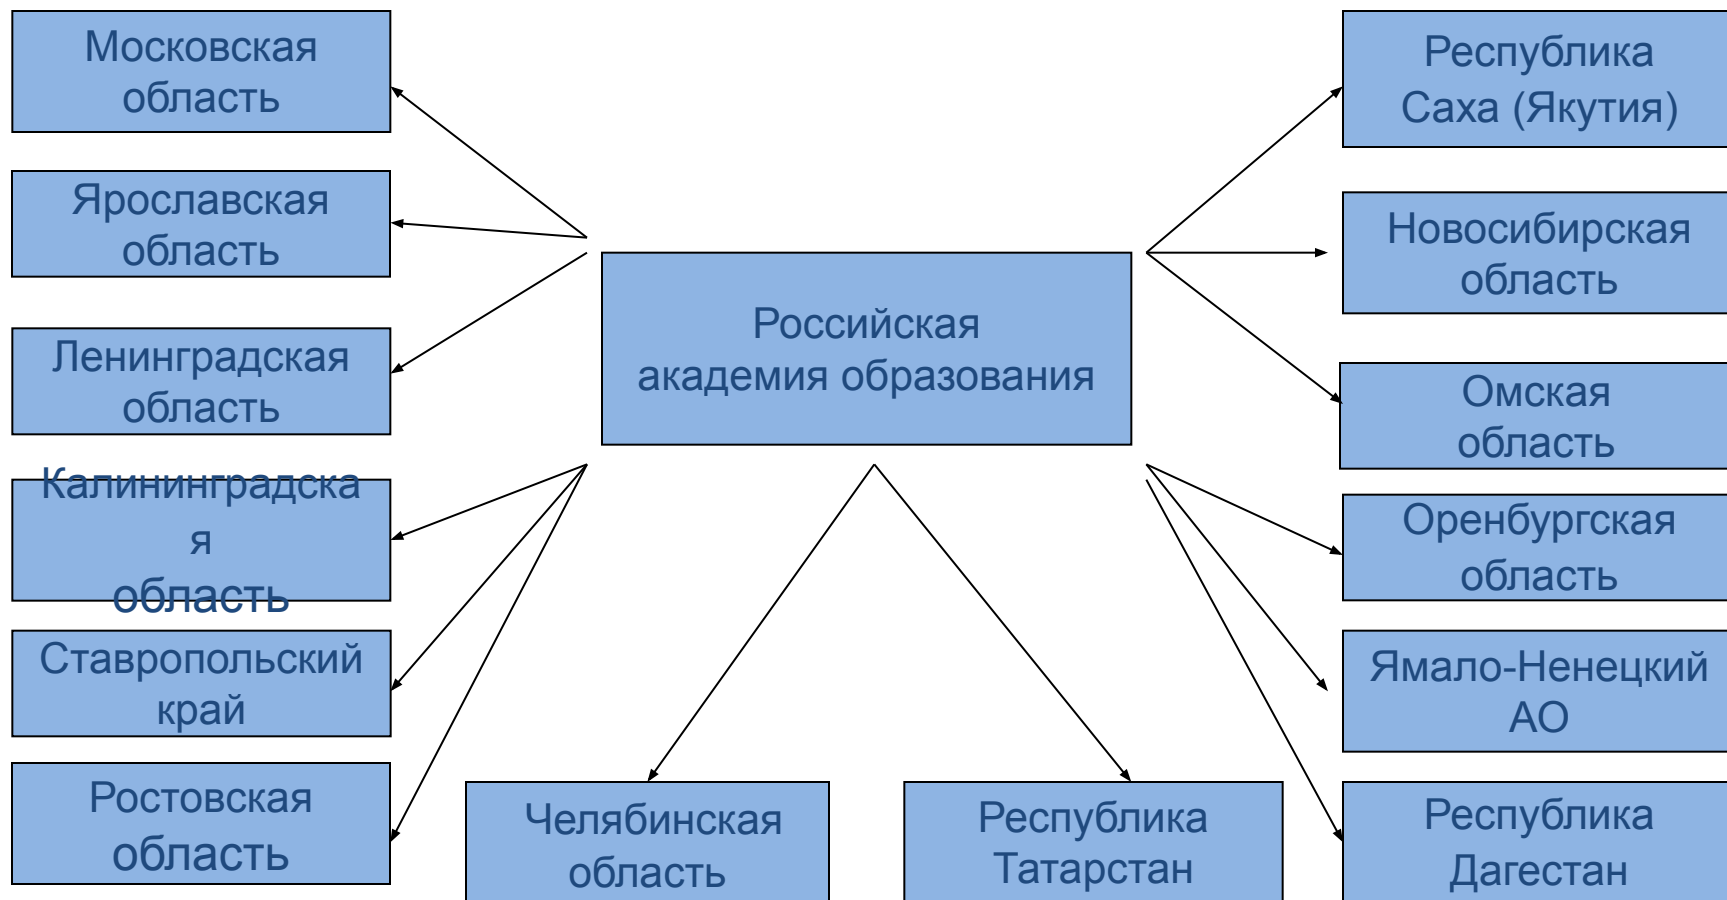 Московская
область
Ярославская
область
Ленинградская
область
Калининградска
я
область
Ставропольский
край
Ростовская
область
Российская
академия образования
Челябинская
область
Республика
Татарстан
Республика
Саха (Якутия)
Новосибирская
область
Омская
область
Оренбургская
область
Ямало-Ненецкий
АО
Республика
Дагестан